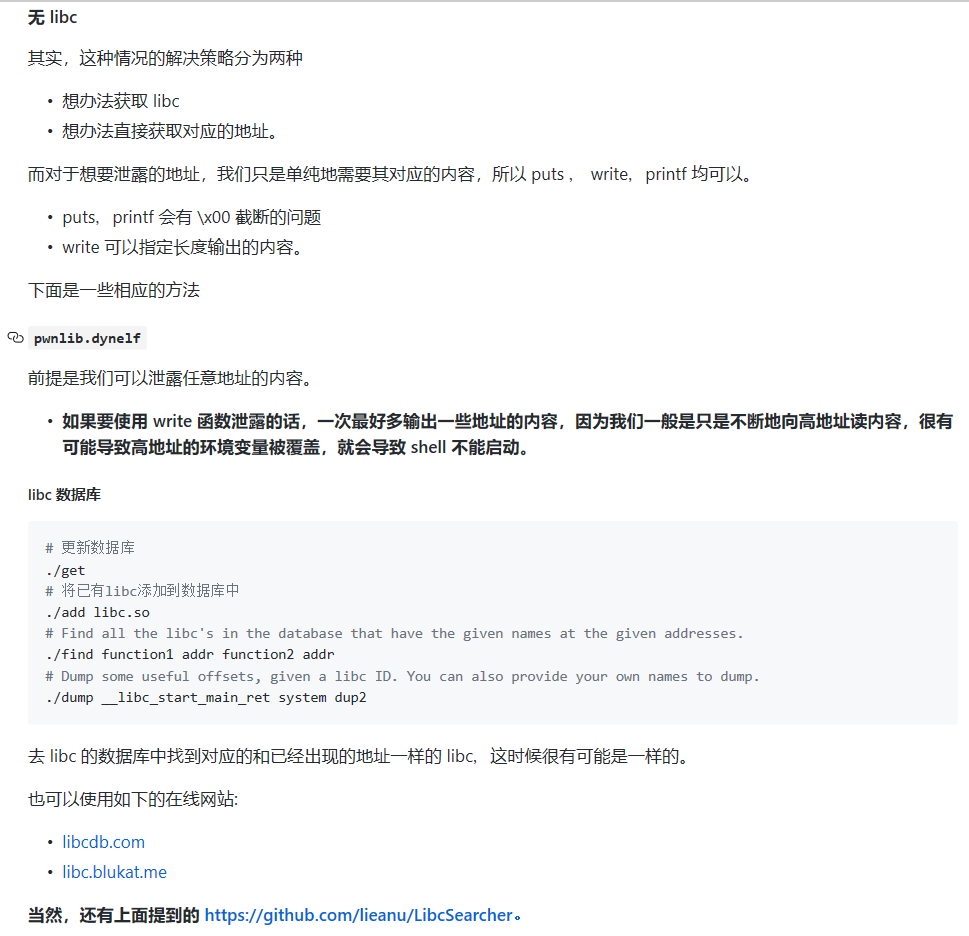 无 libc
其实，这种情况的解决策略分为两种
• 想办法获取 libc
• 想办法直接获取对应的地址。
而对于想要泄露的地址，我们只是单纯地需要其对应的内容，所以 puts ， write，printf 均可以。
• puts，printf 会有 \x00 截断的问题
• write 可以指定长度输出的内容。
下面是一些相应的方法
pwnlib.dynelf
前提是我们可以泄露任意地址的内容。
• 如果要使用 write 函数泄露的话，一次最好多输出一些地址的内容，因为我们一般是只是不断地向高地址读内容，很有
可能导致高地址的环境变量被覆盖，就会导致 shell 不能启动。
libc 数据库
# 更新数据库
./get
# 将已有libc添加到数据库中
./add libc.so
# Find all the libc's in the database that have the given names at the given addresses.
./find function1 addr function2 addr
# Dump some useful offsets, given a libc ID. You can also provide your own names to dump.
./dump __libc_start_main_ret system dup2
去 libc 的数据库中找到对应的和已经出现的地址一样的 libc，这时候很有可能是一样的。
也可以使用如下的在线网站:
• libcdb.com
• libc.blukat.me
当然，还有上面提到的 https://github.com/lieanu/LibcSearcher。